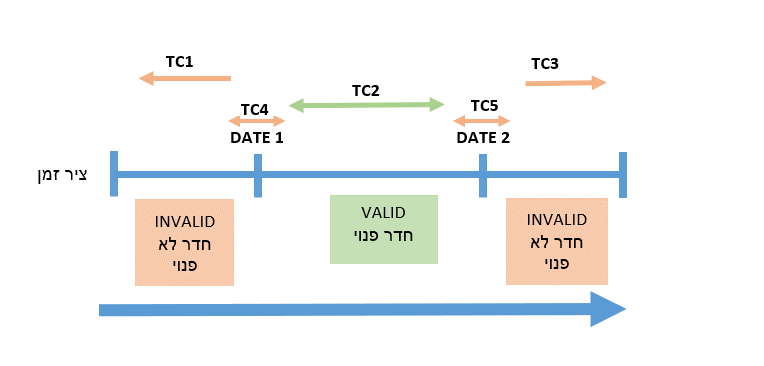 TC1
TC3
TC2
TC4
TC5
DATE 1
DATE 2
ציר זמן
INVALID
חדר לא
פנוי
VALID
חדר פנוי
INVALID
חדר לא
פנוי